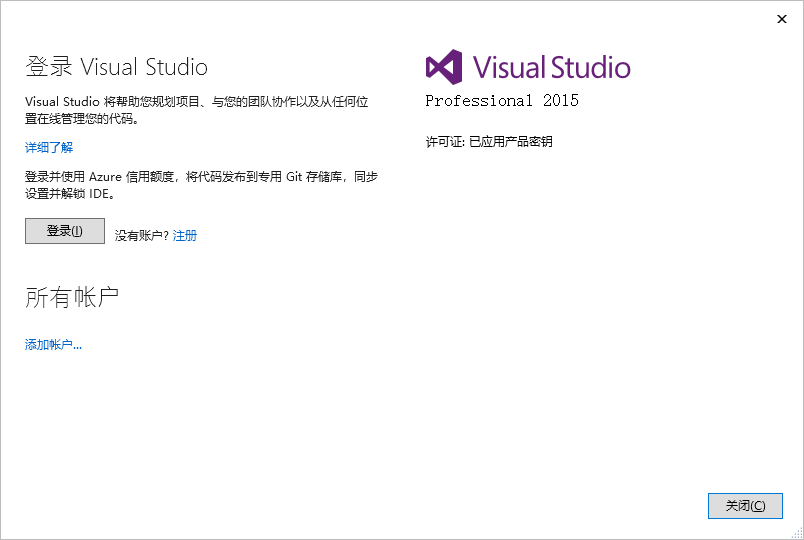 登录 Visual Studio
Visual Studio 将帮助您规划项目、与您的团队协作以及从任何位
置在线管理您的代码。
详细了解
登录并使用 Azure 信用额度，将代码发布到专用 Git 存储库，同步
设置并解锁 IDE。
登录(I)
没有账户? 注册
所有帐户
添加帐户...
Visual Studio
Professional 2015
许可证: 已应用产品密钥
关闭(C)